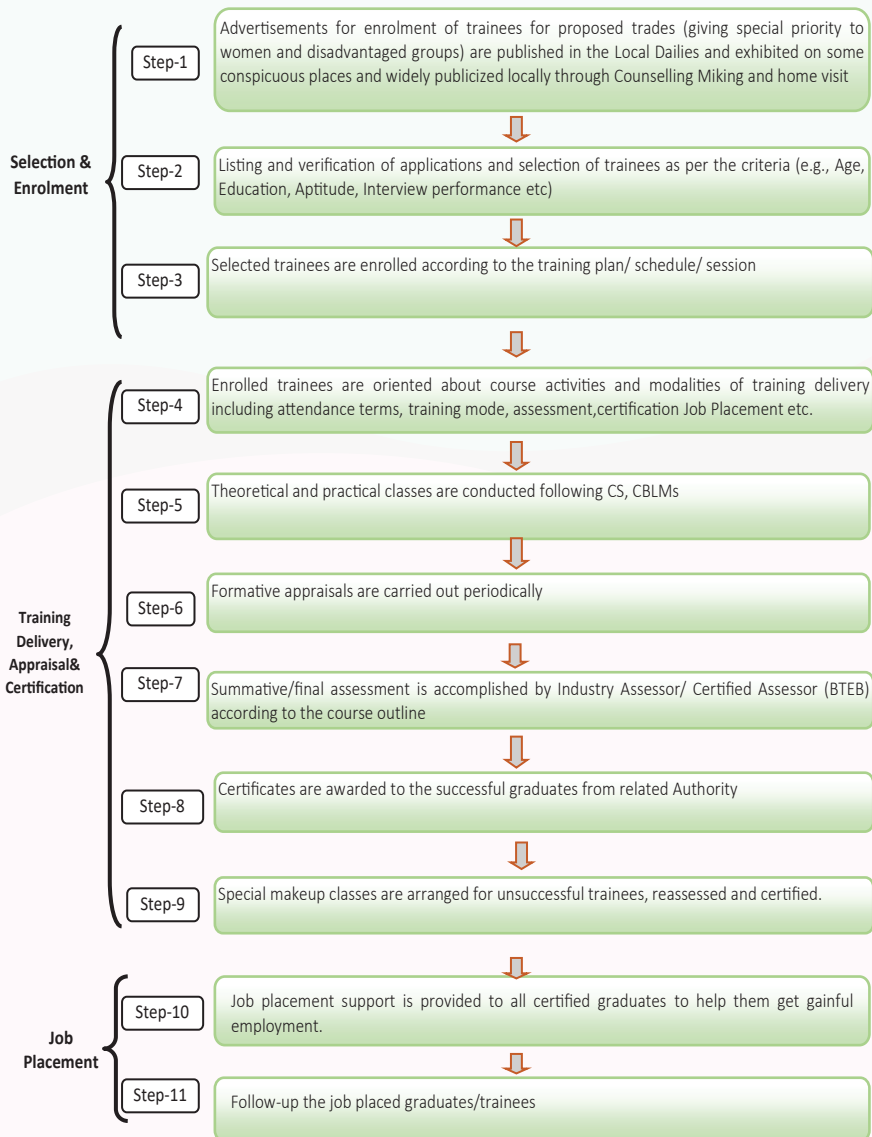 Advertisements for enrolment of trainees for proposed trades (giving special priority to
women and disadvantaged groups) are published in the Local Dailies and exhibited on some
conspicuous places and widely publicized locally through Counselling Miking and home visit
Step-1
Selection &
Enrolment
Step-2
Listing and verification of applications and selection of trainees as per the criteria (e.g., Age,
Education, Aptitude, Interview performance etc)
Step-3
Selected trainees are enrolled according to the training plan/ schedule/ session
Step-4
Enrolled trainees are oriented about course activities and modalities of training delivery
including attendance terms, training mode, assessment,certification Job Placement etc.
Step-5
Theoretical and practical classes are conducted following CS, CBLMs
Step-6
Formative appraisals are carried out periodically
Training
Delivery,
Appraisal&
Certification
Step-7
Summative/final assessment is accomplished by Industry Assessor/ Certified Assessor (BTEB)
according to the course outline
Step-8
Certificates are awarded to the successful graduates from related Authority
Step-9
Special makeup classes are arranged for unsuccessful trainees, reassessed and certified.
Step-10
Job placement support is provided to all certified graduates to help them get gainful
employment.
Job
Placement
Step-11
Follow-up the job placed graduates/trainees